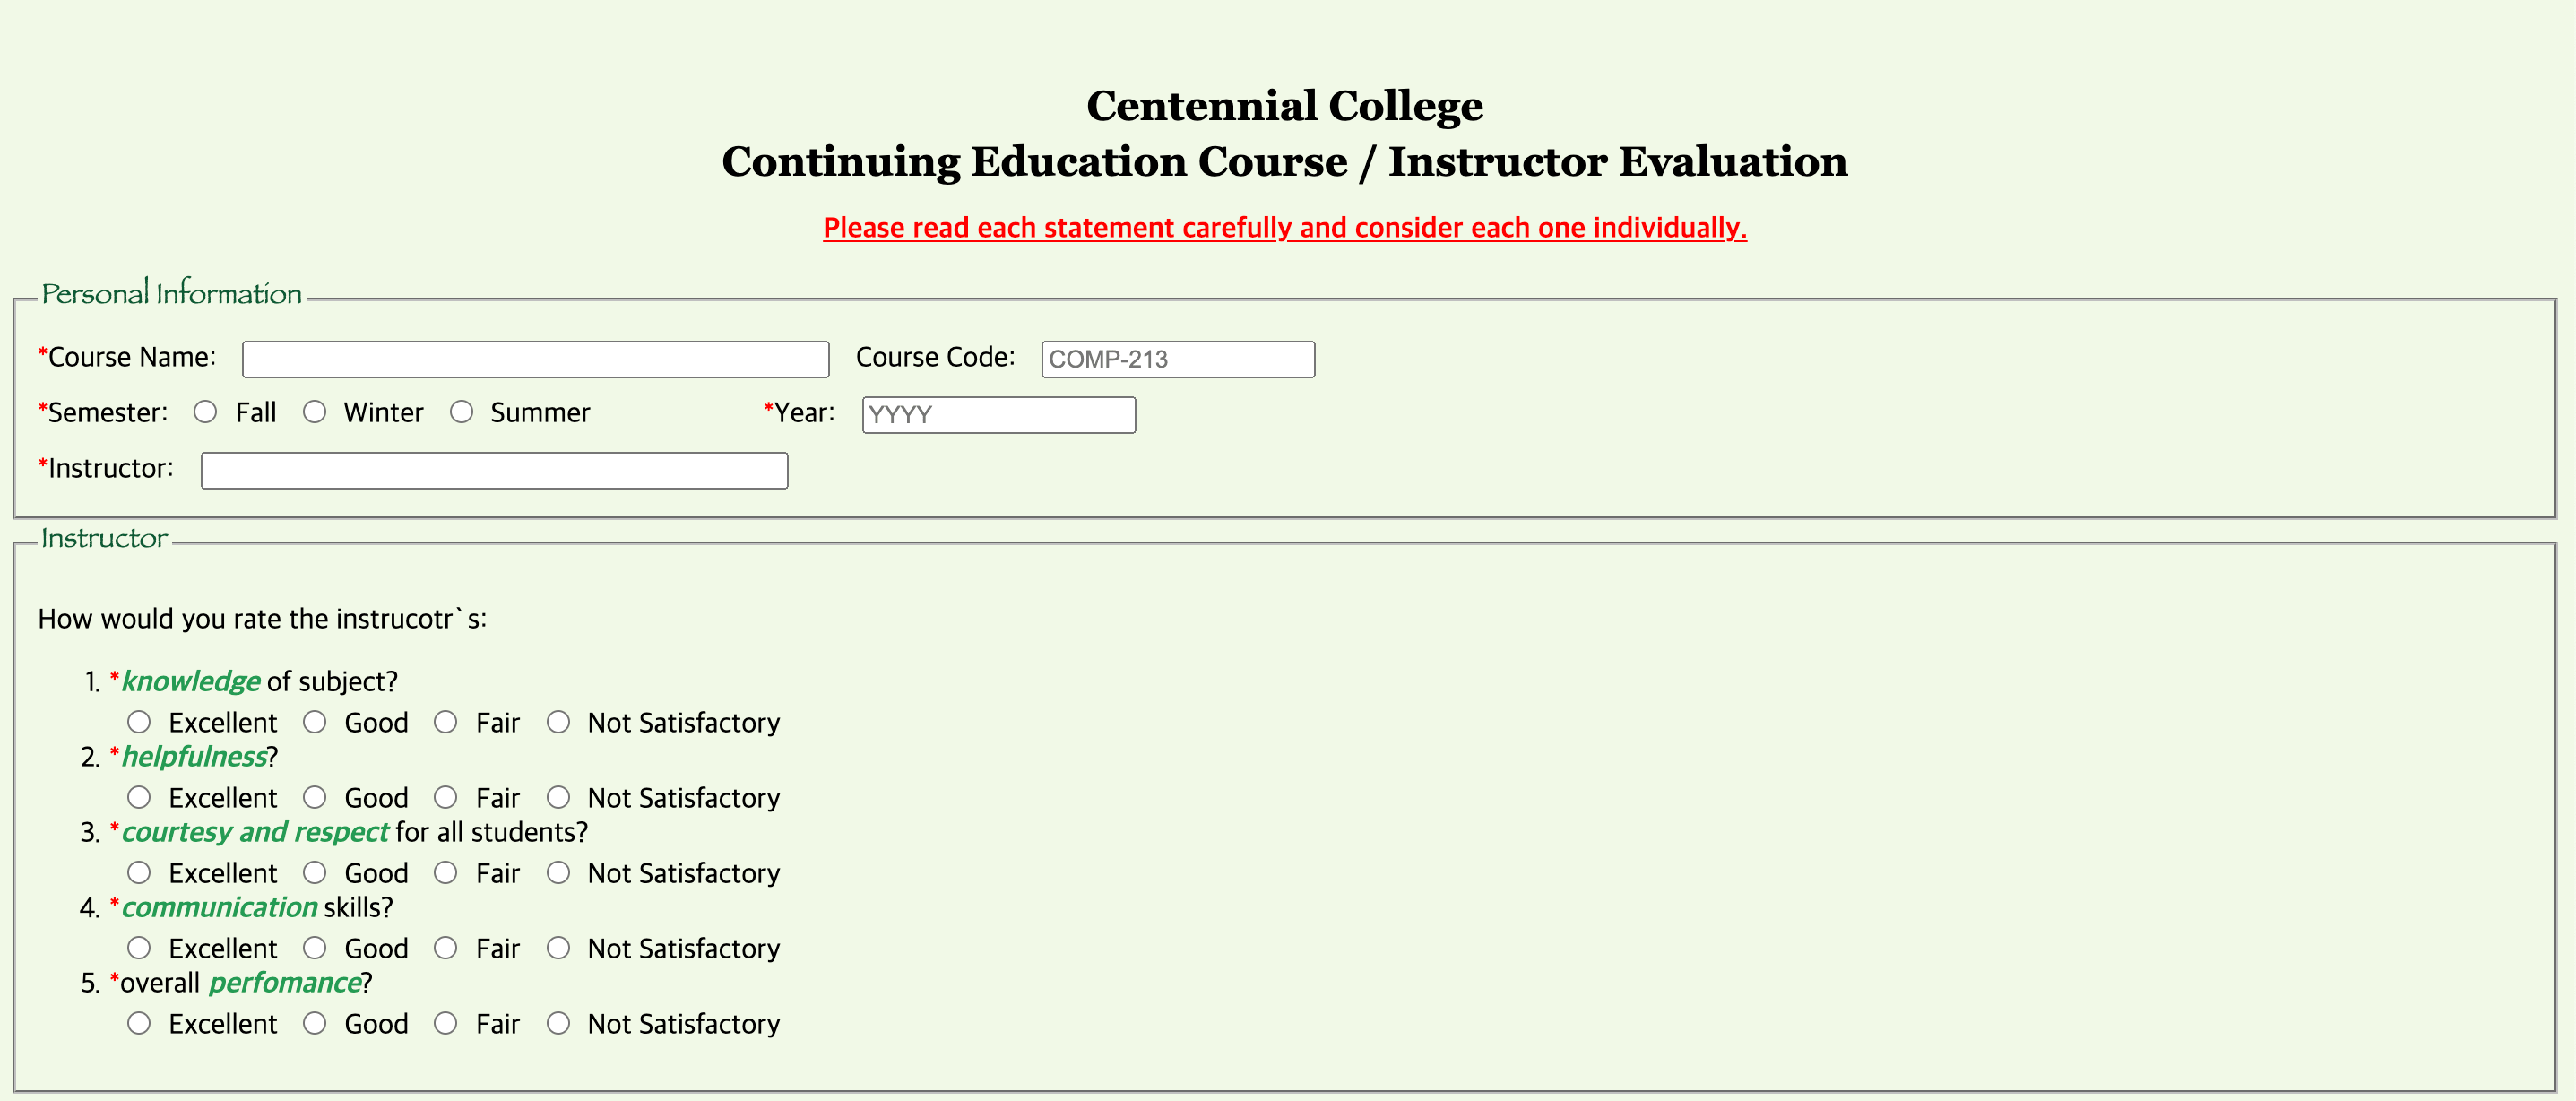 Centennial College
Continuing Education Course / Instructor Evaluation
Please read each statement carefully and consider each one individually.
Personal Information
*Course Name: Course Code: COMP-213
*Semester: Fall Winter Summer *Year: YYYY
*Instructor:
Instructor
How would you rate the instrucotr`s:
1. *knowledge of subject?
Excellent Good Fair Not Satisfactory
2. *helpfulness?
Excellent Good Fair Not Satisfactory
3. *courtesy and respect for all students?
Excellent Good Fair Not Satisfactory
4. *communication skills?
Excellent Good Fair Not Satisfactory
5. *overall perfomance?
Excellent Good Fair Not Satisfactory